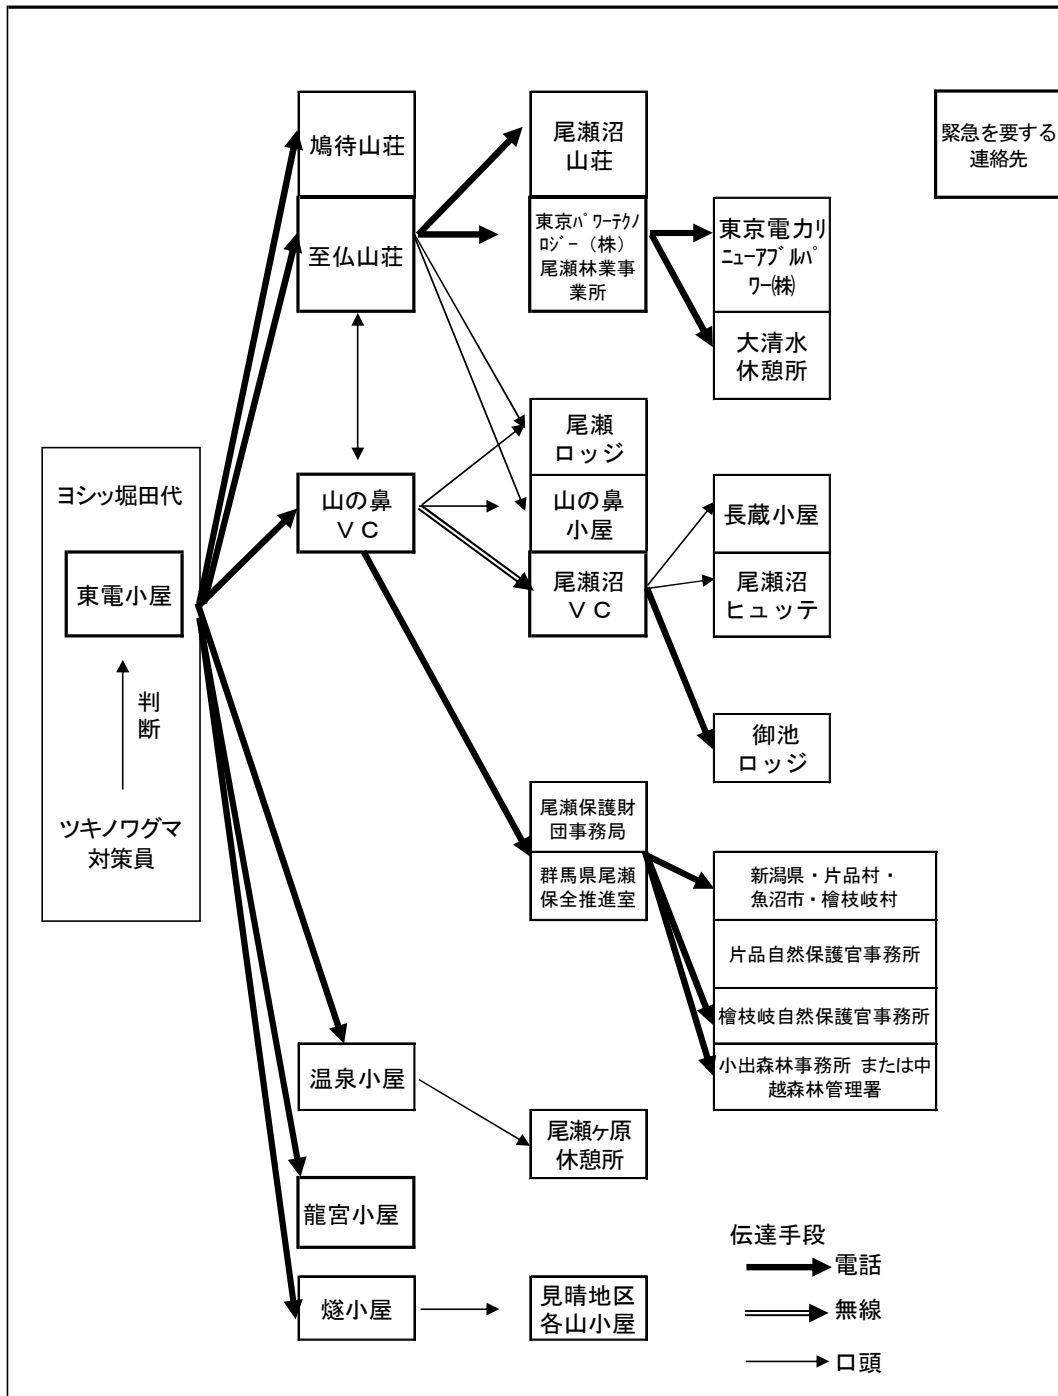 鳩待山荘
至仏山荘
尾瀬沼
山荘
東京ﾊﾟﾜｰﾃｸﾉ
ﾛｼﾞｰ（株）
尾瀬林業事
業所
東京電力リ
ﾆｭｰｱﾌﾞﾙﾊﾟ
ﾜｰ㈱
大清水
休憩所
緊急を要する
連絡先
尾瀬
ロッジ
山の鼻
小屋
山の鼻
ＶＣ
尾瀬沼
ＶＣ
長蔵小屋
尾瀬沼
ヒュッテ
御池
ロッジ
ヨシッ堀田代
東電小屋
判
断
ツキノワグマ
対策員
尾瀬保護財
団事務局
群馬県尾瀬
保全推進室
新潟県・片品村・
魚沼市・檜枝岐村
片品自然保護官事務所
檜枝岐自然保護官事務所
小出森林事務所 または中
越森林管理署
温泉小屋
尾瀬ヶ原
休憩所
龍宮小屋
燧小屋
見晴地区
各山小屋
伝達手段
電話
無線
口頭